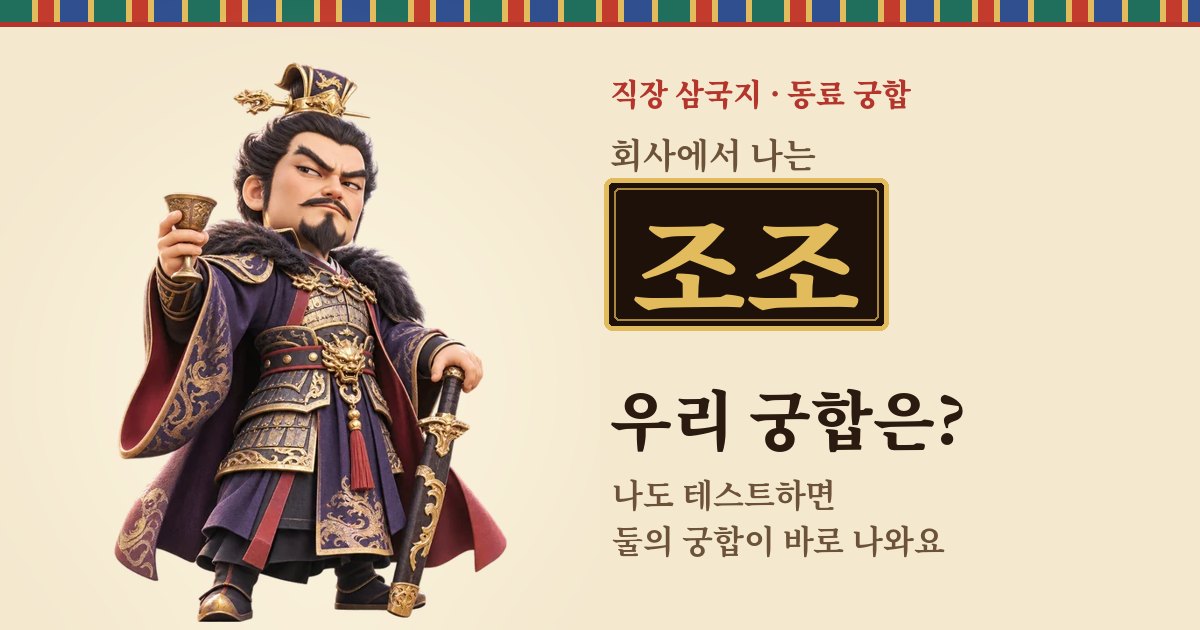 직장 삼국지 · 동료 궁합
회사에서 나는
조조
우리 궁합은?
나도 테스트하면
둘의 궁합이 바로 나와요